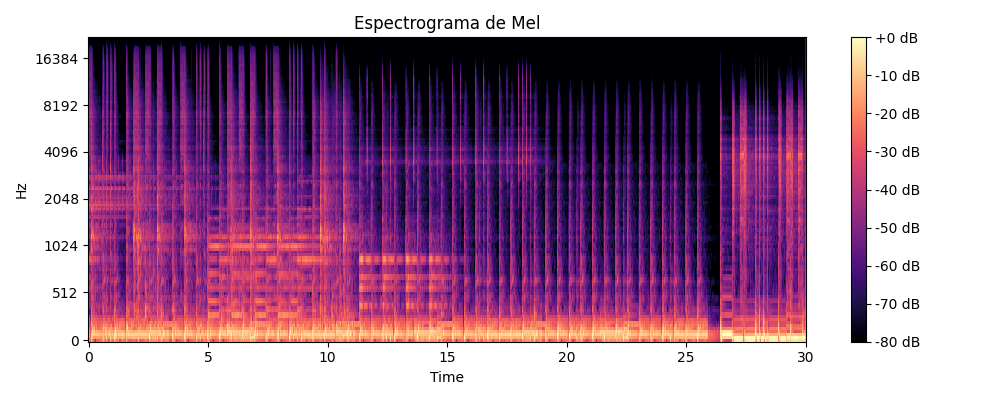 Espectrograma de Mel
Hz
16384
8192
4096
2048
1024
512
0
0 5 10 15 20 25 30
Time
+0 dB
-10 dB
-20 dB
-30 dB
-40 dB
-50 dB
-60 dB
-70 dB
-80 dB